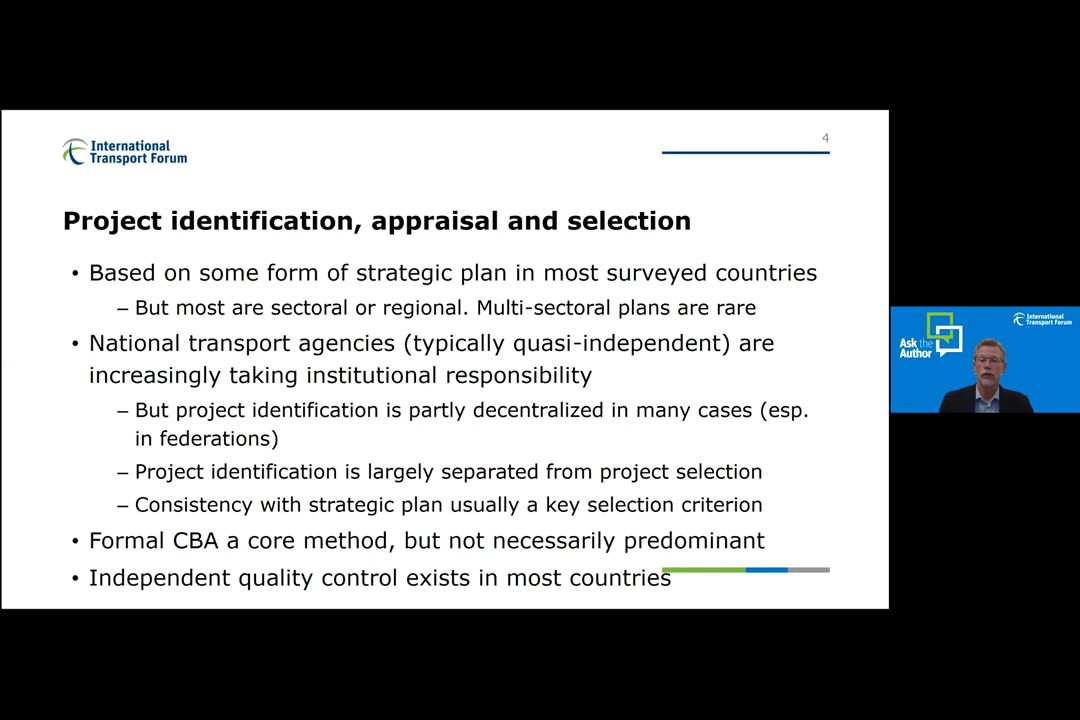 International
Transport Forum
4
Project identification, appraisal and selection
• Based on some form of strategic plan in most surveyed countries
– But most are sectoral or regional. Multi-sectoral plans are rare
• National transport agencies (typically quasi-independent) are
increasingly taking institutional responsibility
– But project identification is partly decentralized in many cases (esp.
in federations)
– Project identification is largely separated from project selection
– Consistency with strategic plan usually a key selection criterion
• Formal CBA a core method, but not necessarily predominant
• Independent quality control exists in most countries
Ask the
Author
International
Transport Forum